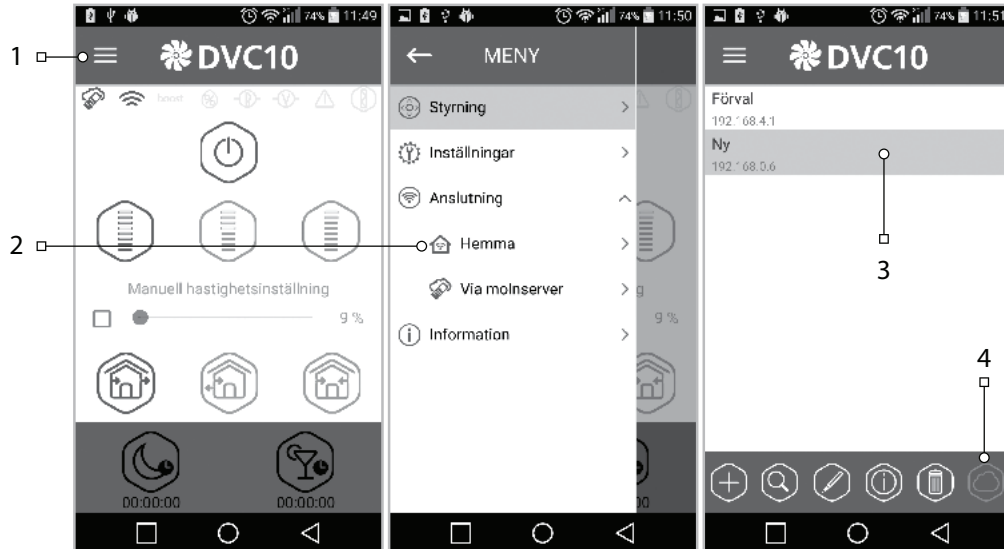 74% 11:49
DVC10
boost
Manuell hastighetsinställning
9 %
00:00:00
00:00:00
74% 11:50
MENY
Styrning
Inställningar
Anslutning
Hemma
Via molnserver
Information
g
9 %
00
74% 11:51
DVC10
Förval
192.168.4.1
Ny
192.168.0.6
1
2
3
4